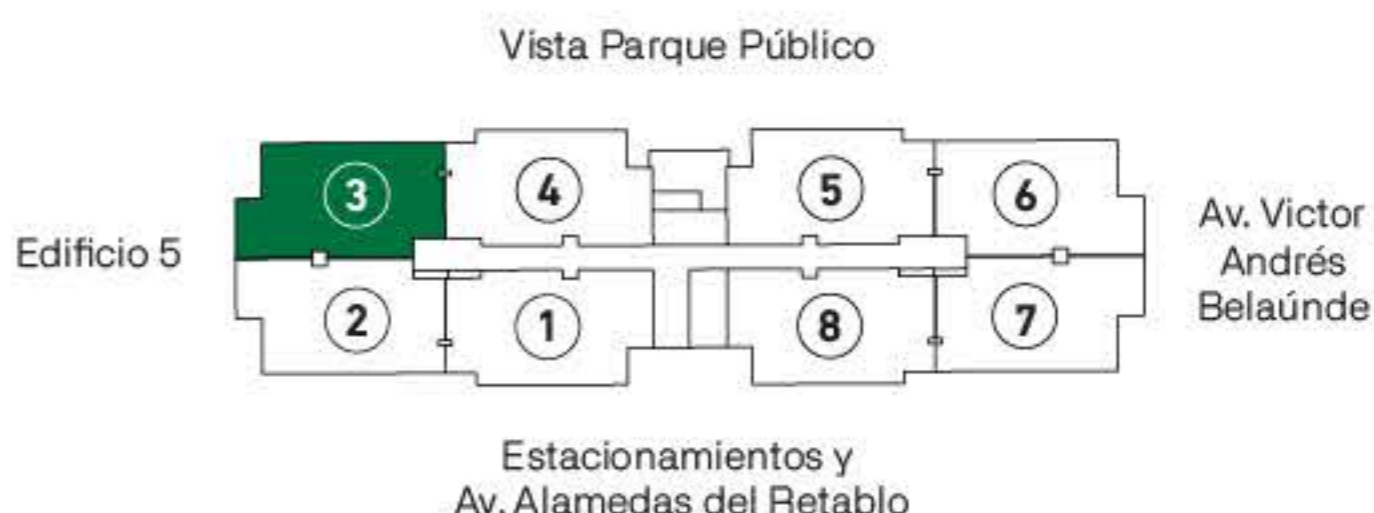 Vista Parque Público
3
4
5
6
Edificio 5
Av. Victor
Andrés
Belaúnde
2
1
8
7
Estacionamientos y
Av. Alamedas del Retablo